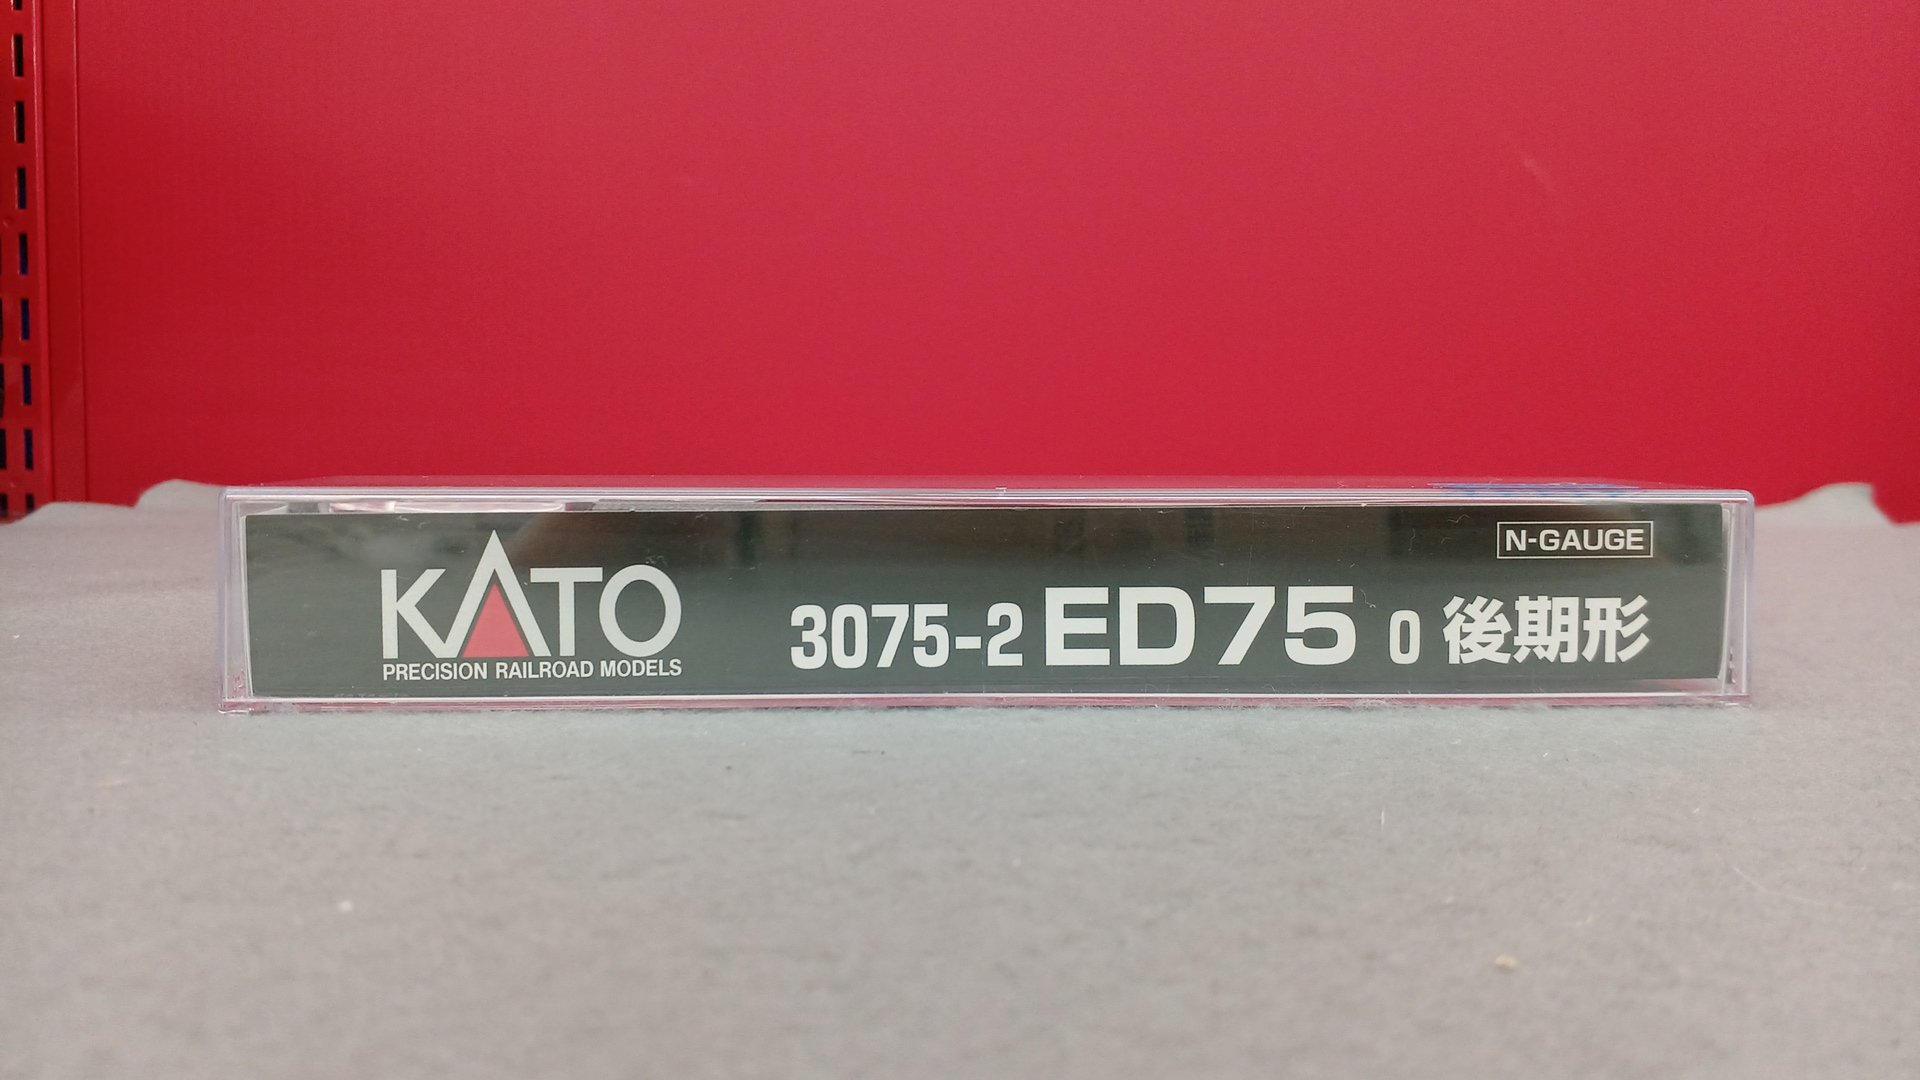 N-GAUGE
KATO
PRECISION RAILROAD MODELS
3075-2 ED75 0 後期形